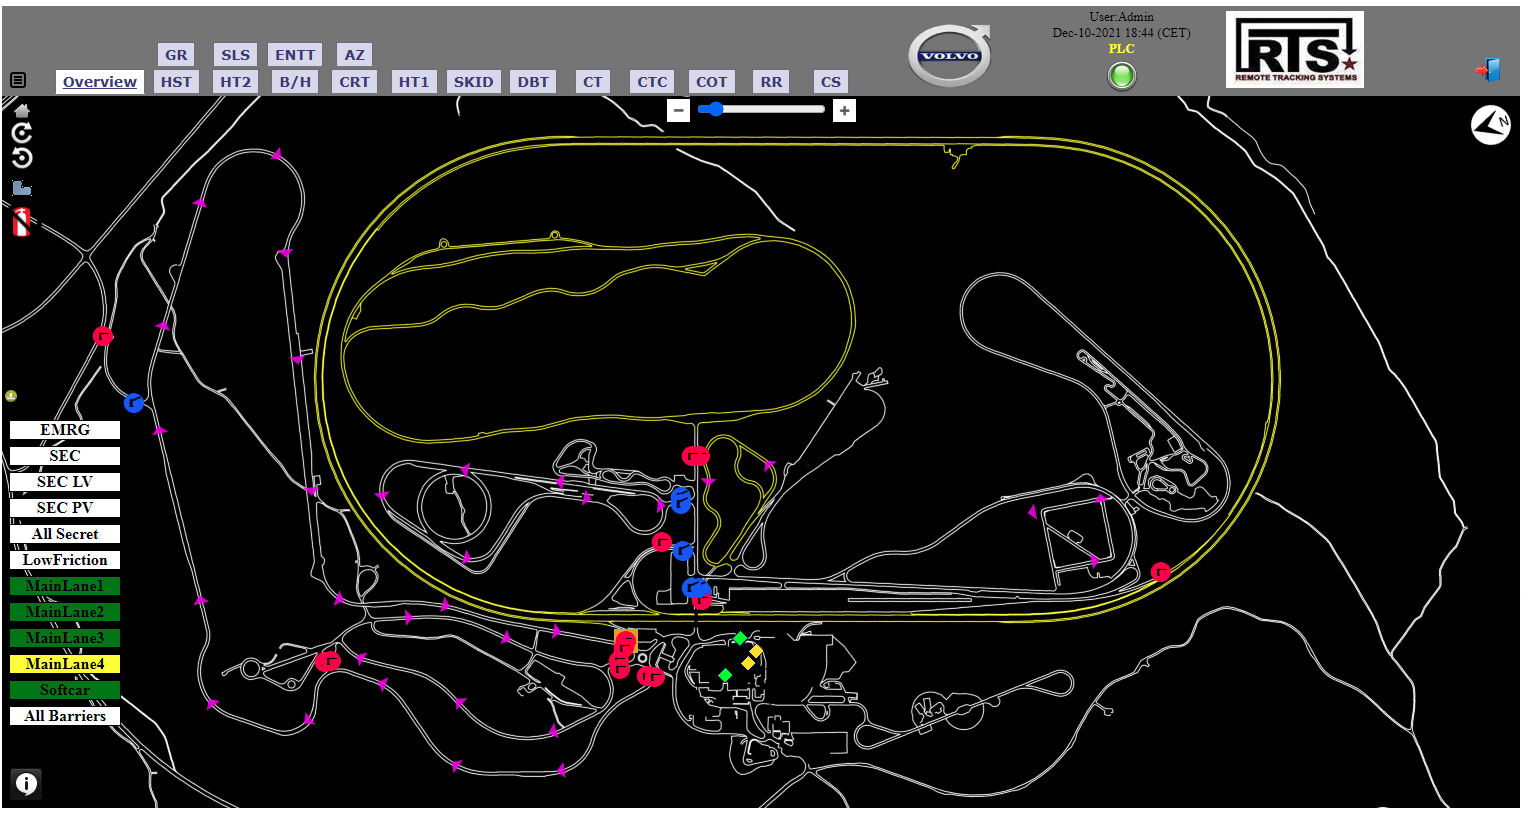 User:Admin
Dec-10-2021 18:44 (CET)
PLC
VOLVO
RTS
REMOTE TRACKING SYSTEMS
GR SLS ENTT AZ
Overview HST HT2 B/H CRT HT1 SKID DBT CT CTC COT RR CS
− +
N
EMRG
SEC
SEC LV
SEC PV
All Secret
LowFriction
MainLane1
MainLane2
MainLane3
MainLane4
Softcar
All Barriers
i